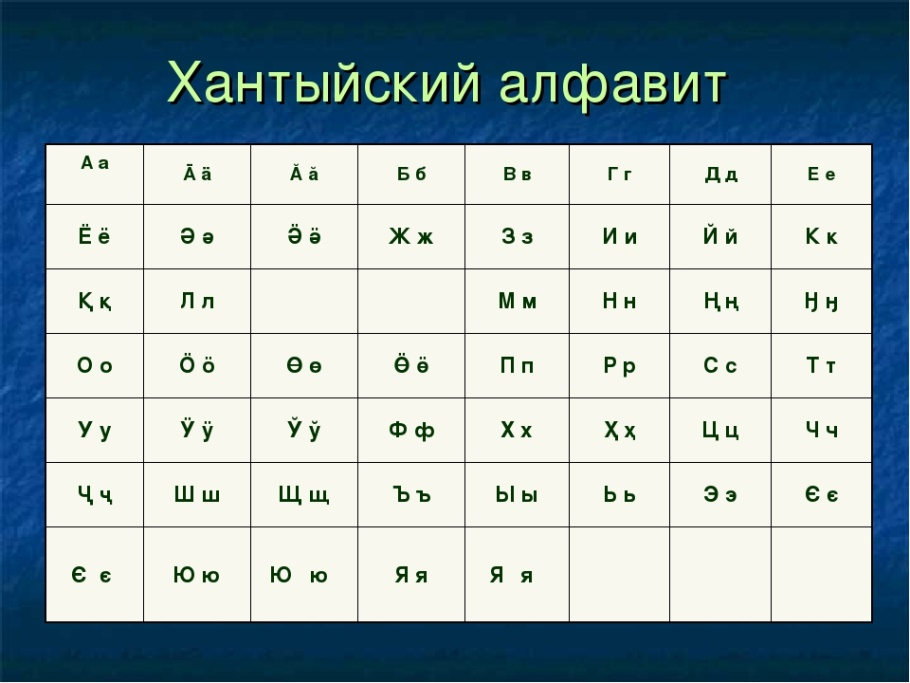 Хантыйский алфавит
А а Ā ä Ӑ ӑ Б б В в Г г Д д Е е
Ё ё Ә ә Ӛ ӛ Ж ж З з И и Й й К к
Қ қ Л л М м Н н Ң ң Ӈ ӈ
О о Ӧ ӧ Ө ө Ӫ ӫ П п Р р С с Т т
У у Ӱ ӱ Ў ў Ф ф Х х Ҳ ҳ Ц ц Ч ч
Ҷ ҷ Ш ш Щ щ Ъ ъ Ы ы Ь ь Э э Є є
Є є Ю ю Ю ю Я я Я я